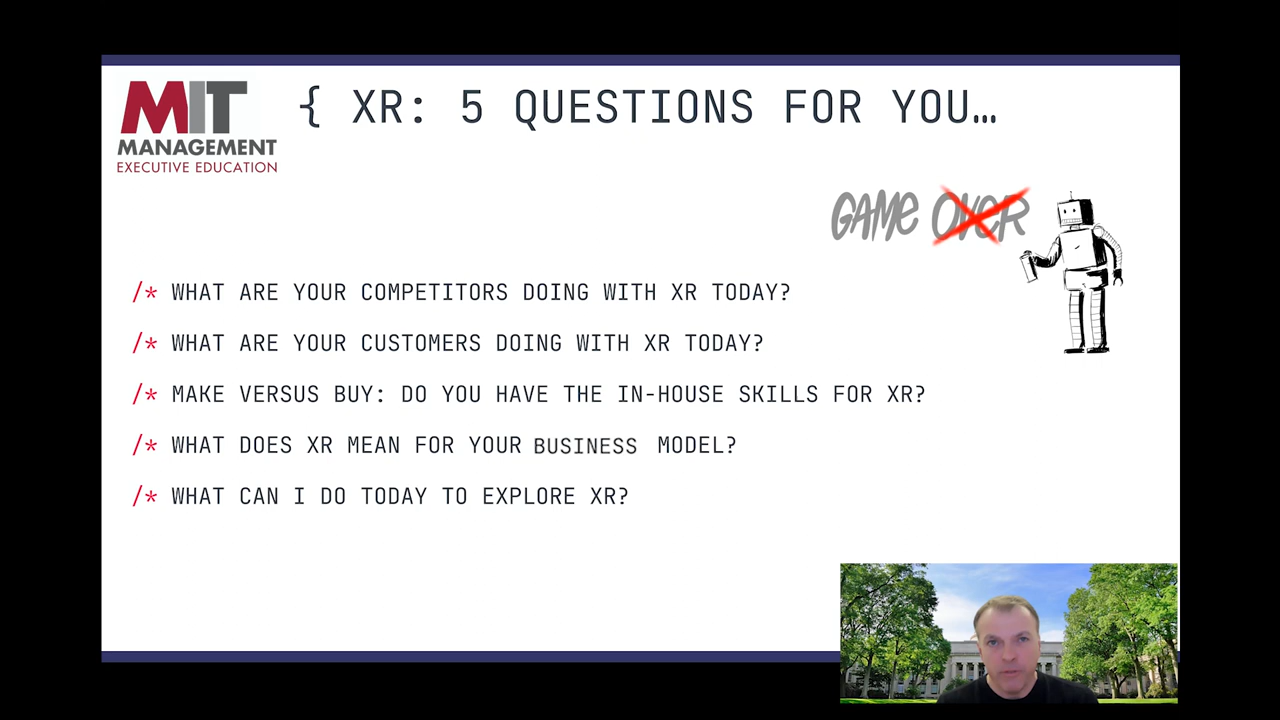 MIT
MANAGEMENT
EXECUTIVE EDUCATION
{ XR: 5 QUESTIONS FOR YOU…
GAME OVER
/* WHAT ARE YOUR COMPETITORS DOING WITH XR TODAY?
/* WHAT ARE YOUR CUSTOMERS DOING WITH XR TODAY?
/* MAKE VERSUS BUY: DO YOU HAVE THE IN-HOUSE SKILLS FOR XR?
/* WHAT DOES XR MEAN FOR YOUR BUSINESS MODEL?
/* WHAT CAN I DO TODAY TO EXPLORE XR?